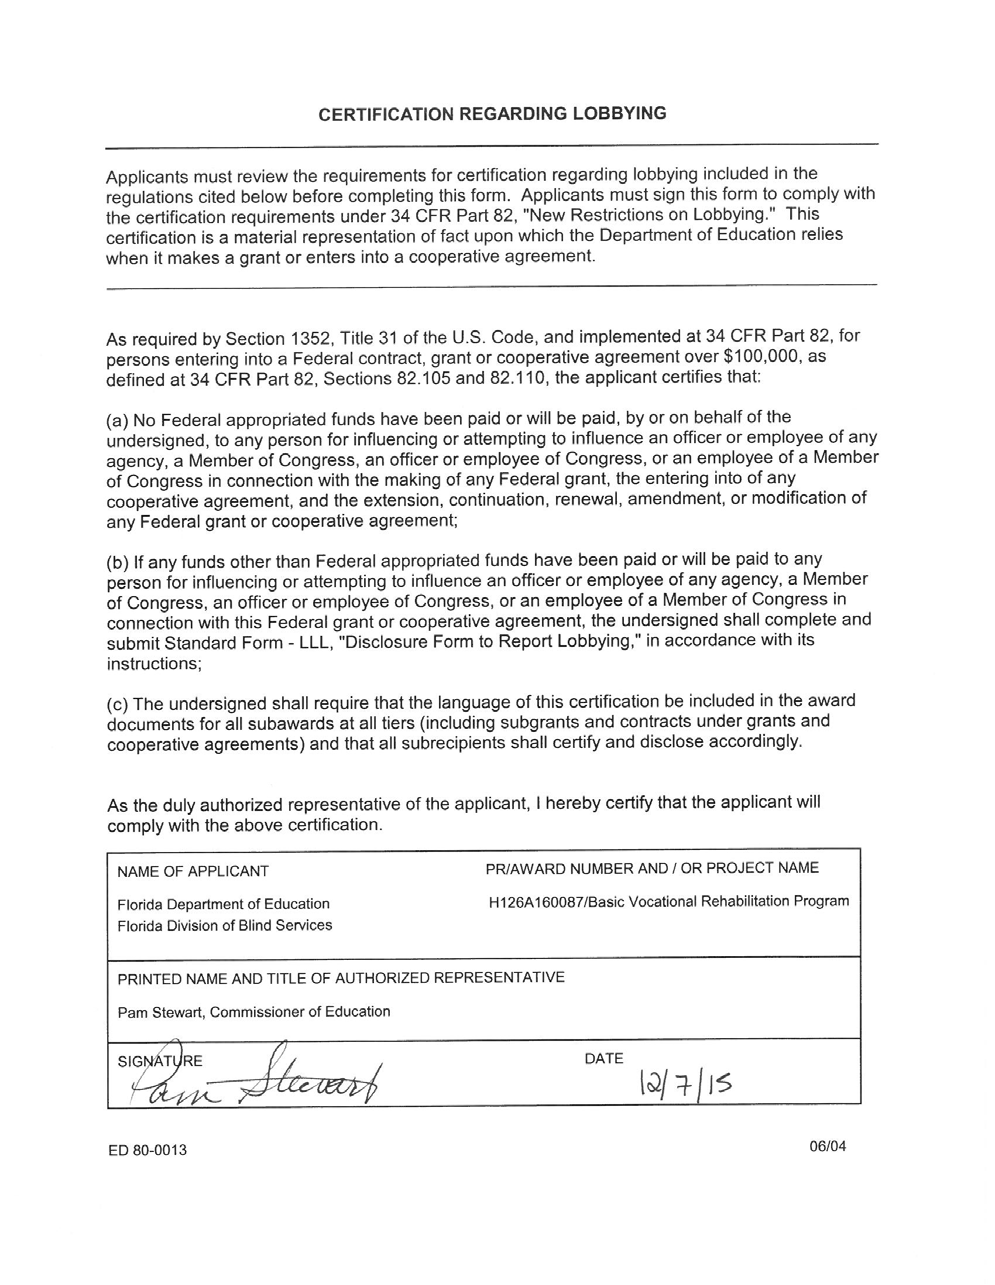 CERTIFICATION REGARDING LOBBYING
Applicants must review the requirements for certification regarding lobbying included in the
regulations cited below before completing this form.  Applicants must sign this form to comply with
the certification requirements under 34 CFR Part 82, "New Restrictions on Lobbying."  This
certification is a material representation of fact upon which the Department of Education relies
when it makes a grant or enters into a cooperative agreement.
As required by Section 1352, Title 31 of the U.S. Code, and implemented at 34 CFR Part 82, for
persons entering into a Federal contract, grant or cooperative agreement over $100,000, as
defined at 34 CFR Part 82, Sections 82.105 and 82.110, the applicant certifies that:
(a) No Federal appropriated funds have been paid or will be paid, by or on behalf of the
undersigned, to any person for influencing or attempting to influence an officer or employee of any
agency, a Member of Congress, an officer or employee of Congress, or an employee of a Member
of Congress in connection with the making of any Federal grant, the entering into of any
cooperative agreement, and the extension, continuation, renewal, amendment, or modification of
any Federal grant or cooperative agreement;
(b) If any funds other than Federal appropriated funds have been paid or will be paid to any
person for influencing or attempting to influence an officer or employee of any agency, a Member
of Congress, an officer or employee of Congress, or an employee of a Member of Congress in
connection with this Federal grant or cooperative agreement, the undersigned shall complete and
submit Standard Form - LLL, "Disclosure Form to Report Lobbying," in accordance with its
instructions;
(c) The undersigned shall require that the language of this certification be included in the award
documents for all subawards at all tiers (including subgrants and contracts under grants and
cooperative agreements) and that all subrecipients shall certify and disclose accordingly.
As the duly authorized representative of the applicant, I hereby certify that the applicant will
comply with the above certification.
NAME OF APPLICANT
PR/AWARD NUMBER AND / OR PROJECT NAME
Florida Department of Education
H126A160087/Basic Vocational Rehabilitation Program
Florida Division of Blind Services
PRINTED NAME AND TITLE OF AUTHORIZED REPRESENTATIVE
Pam Stewart, Commissioner of Education
SIGNATURE
DATE
Pam Stewart
12/7/15
ED 80-0013
06/04